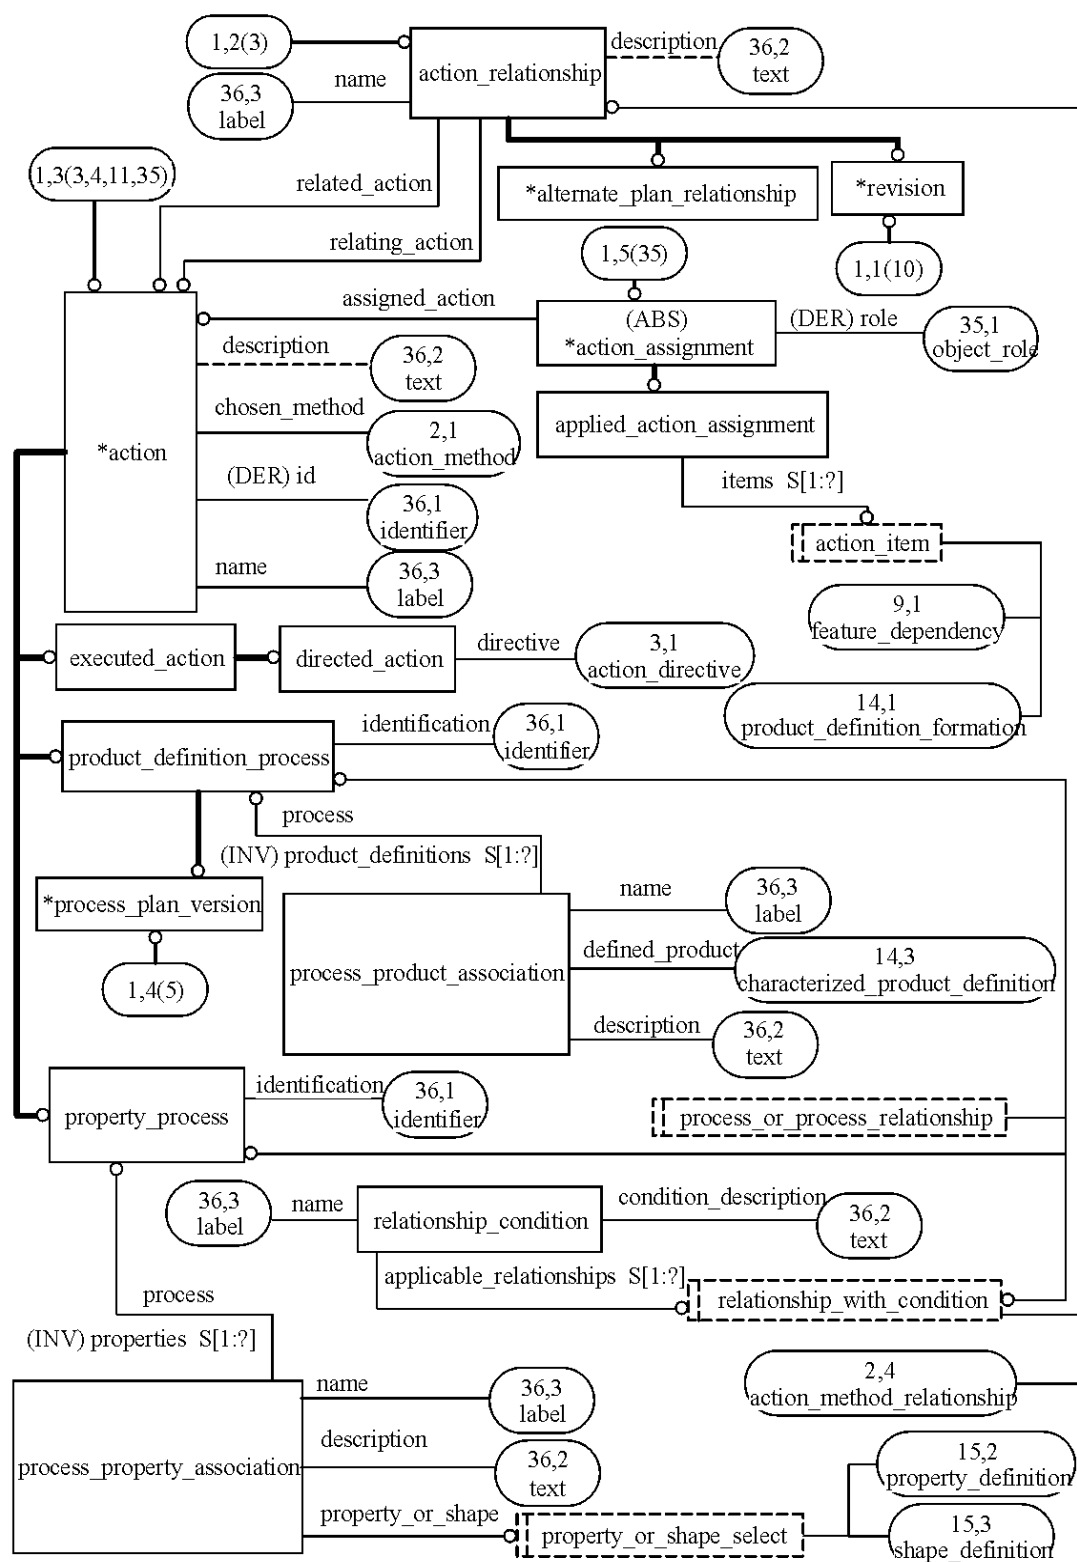 1,2(3)
action_relationship
description
36,2
text
name
36,3
label
1,3(3,4,11,35)
related_action
*alternate_plan_relationship
*revision
relating_action
1,5(35)
1,1(10)
assigned_action
(ABS)
*action_assignment
(DER) role
35,1
object_role
description
36,2
text
chosen_method
2,1
action_method
applied_action_assignment
*action
(DER) id
36,1
identifier
items S[1:?]
action_item
name
36,3
label
9,1
feature_dependency
executed_action
directed_action
directive
3,1
action_directive
14,1
product_definition_formation
identification
36,1
identifier
product_definition_process
process
(INV) product_definitions S[1:?]
*process_plan_version
name
36,3
label
process_product_association
defined_product
14,3
characterized_product_definition
1,4(5)
description
36,2
text
identification
36,1
identifier
property_process
process_or_process_relationship
36,3
label
name
relationship_condition
condition_description
36,2
text
applicable_relationships S[1:?]
relationship_with_condition
process
(INV) properties S[1:?]
name
36,3
label
2,4
action_method_relationship
description
36,2
text
process_property_association
15,2
property_definition
property_or_shape
property_or_shape_select
15,3
shape_definition